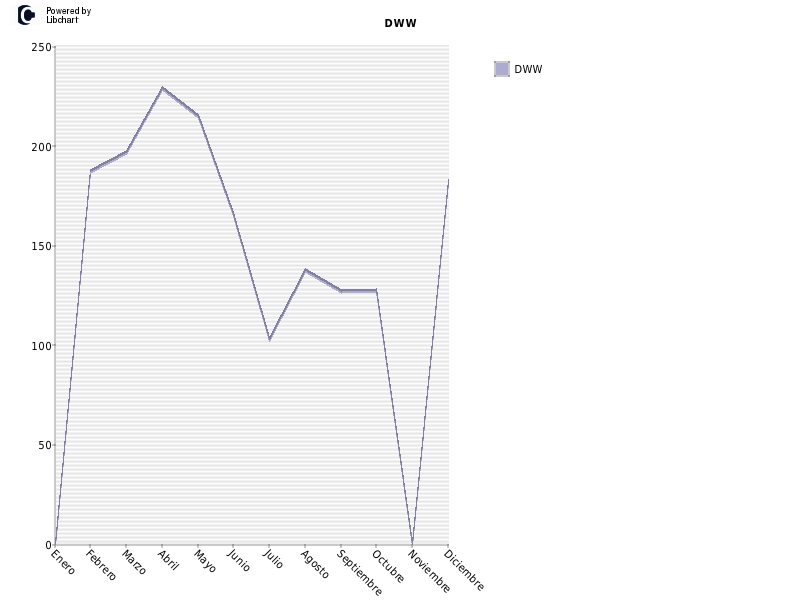 Powered by
Libchart
DWW
DWW
250
200
150
100
50
0
Enero
Febrero
Marzo
Abril
Mayo
Junio
Julio
Agosto
Septiembre
Octubre
Noviembre
Diciembre